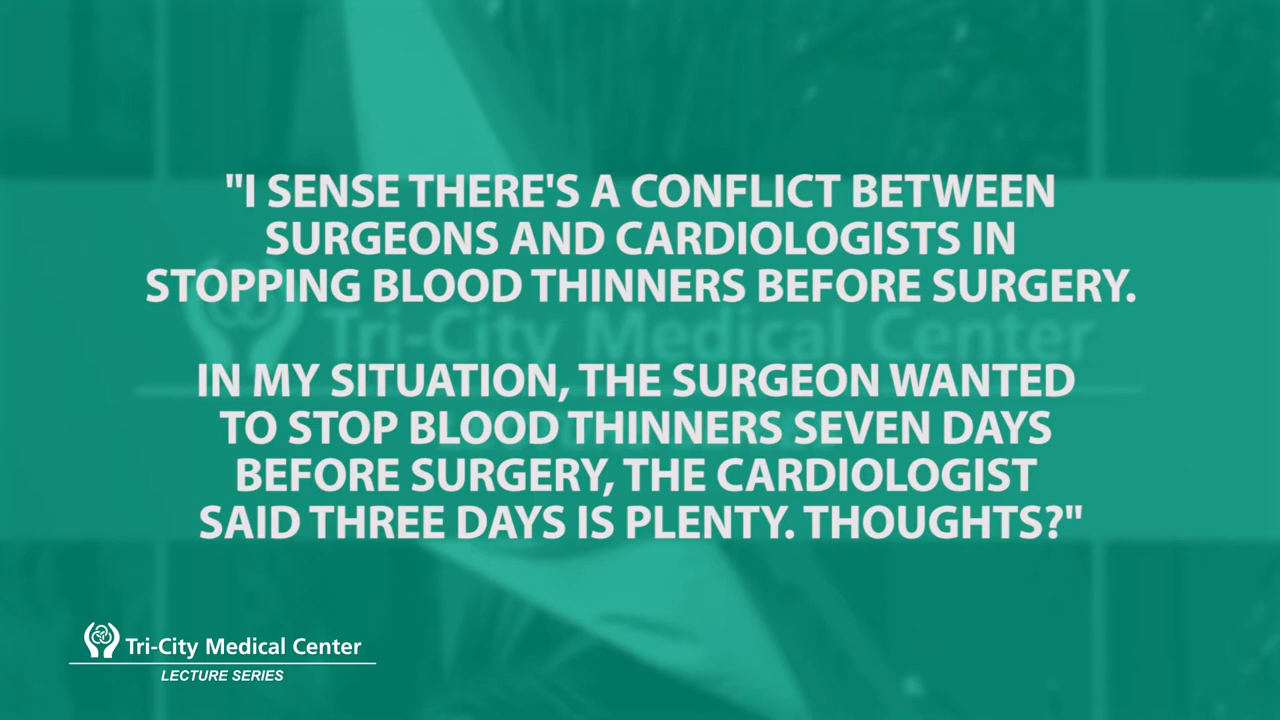 "I SENSE THERE'S A CONFLICT BETWEEN
SURGEONS AND CARDIOLOGISTS IN
STOPPING BLOOD THINNERS BEFORE SURGERY.
Tri-City Medical Center
IN MY SITUATION, THE SURGEON WANTED
TO STOP BLOOD THINNERS SEVEN DAYS
BEFORE SURGERY, THE CARDIOLOGIST
SAID THREE DAYS IS PLENTY. THOUGHTS?"
Tri-City Medical Center
LECTURE SERIES